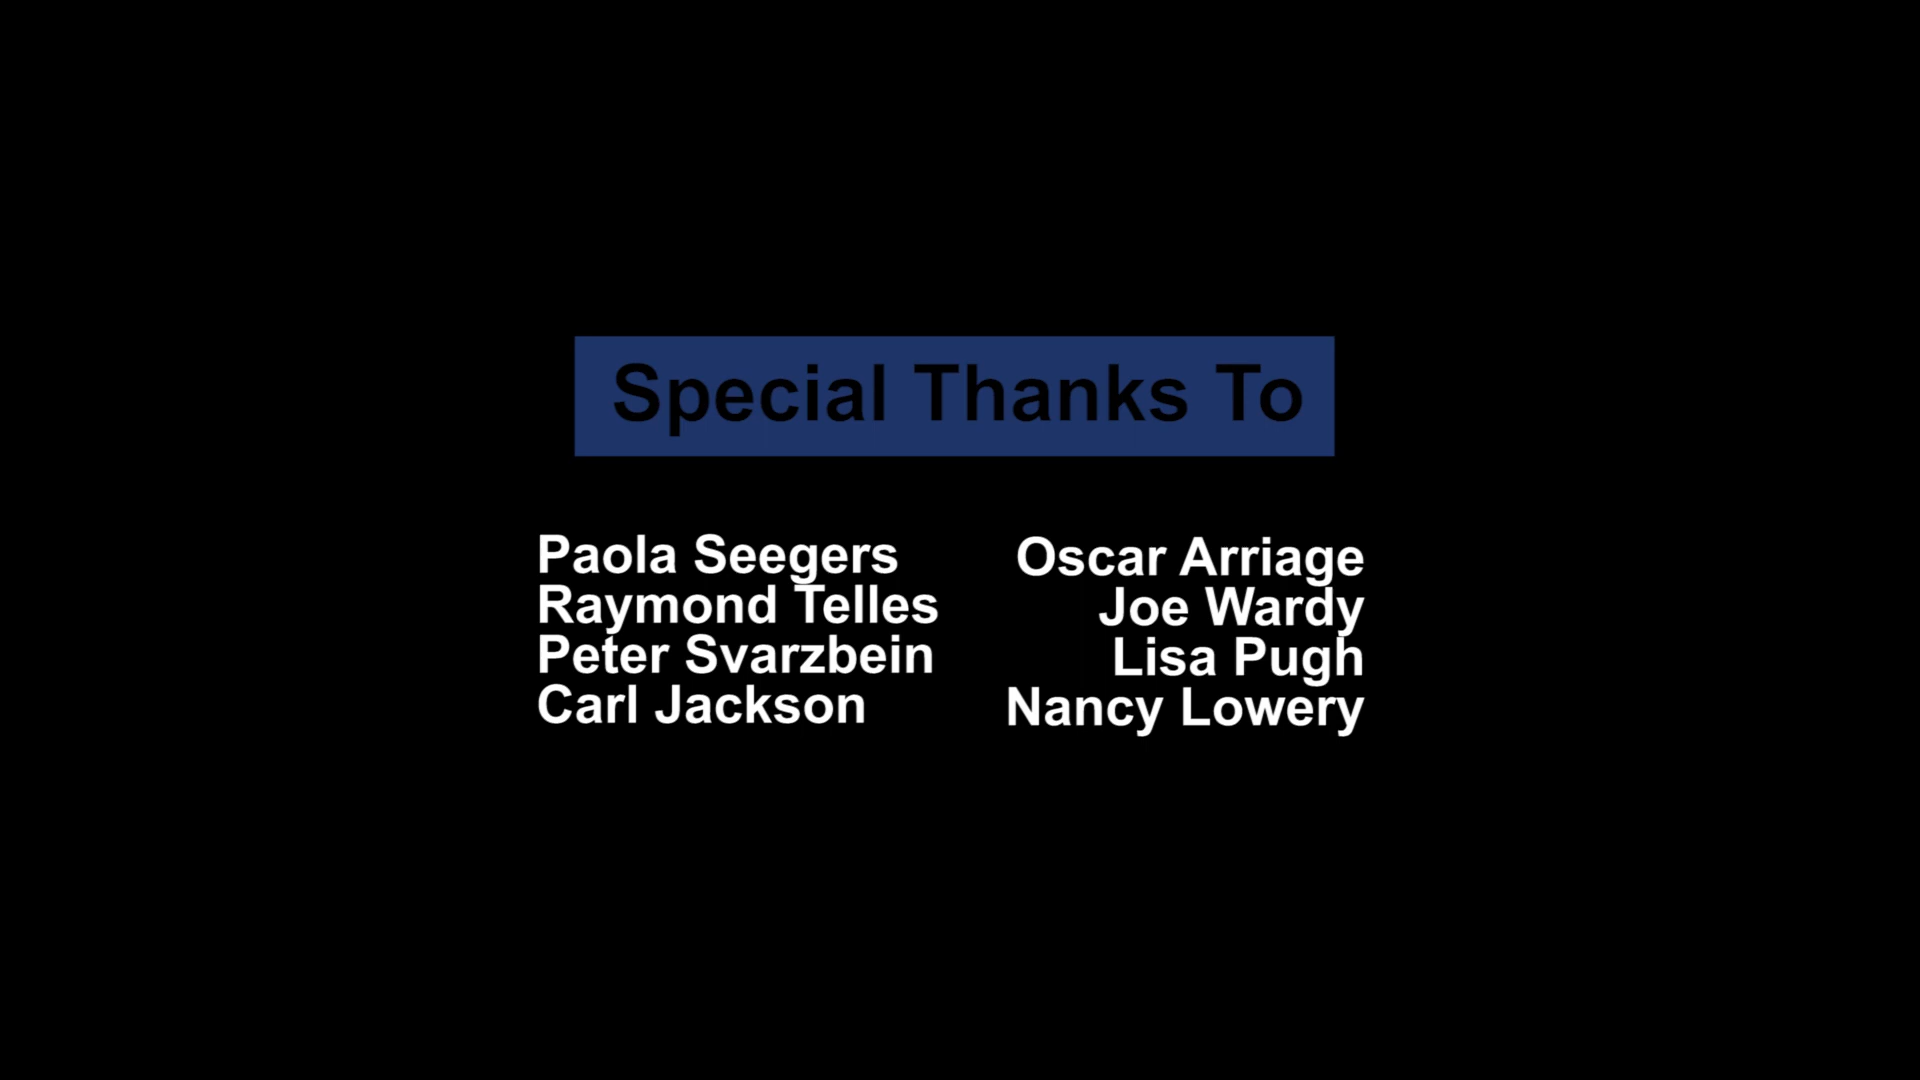 Special Thanks To
Paola Seegers
Raymond Telles
Peter Svarzbein
Carl Jackson
Oscar Arriage
Joe Wardy
Lisa Pugh
Nancy Lowery